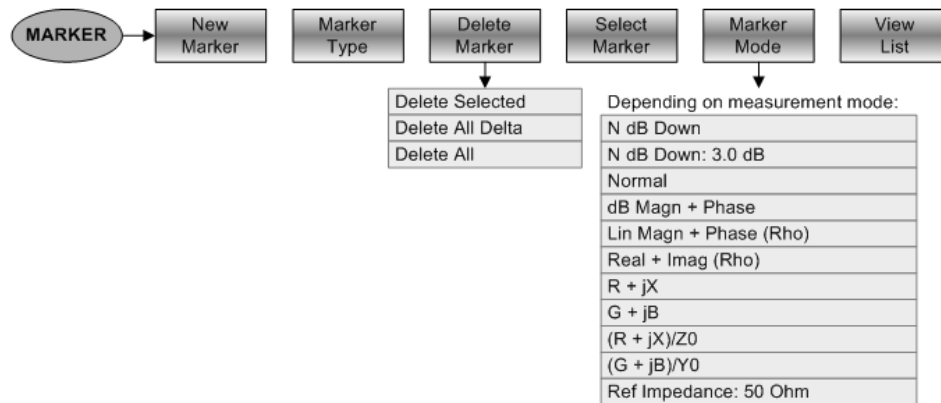 MARKER
New
Marker
Marker
Type
Delete
Marker
Select
Marker
Marker
Mode
View
List
Delete Selected
Delete All Delta
Delete All
Depending on measurement mode:
N dB Down
N dB Down: 3.0 dB
Normal
dB Magn + Phase
Lin Magn + Phase (Rho)
Real + Imag (Rho)
R + jX
G + jB
(R + jX)/Z0
(G + jB)/Y0
Ref Impedance: 50 Ohm